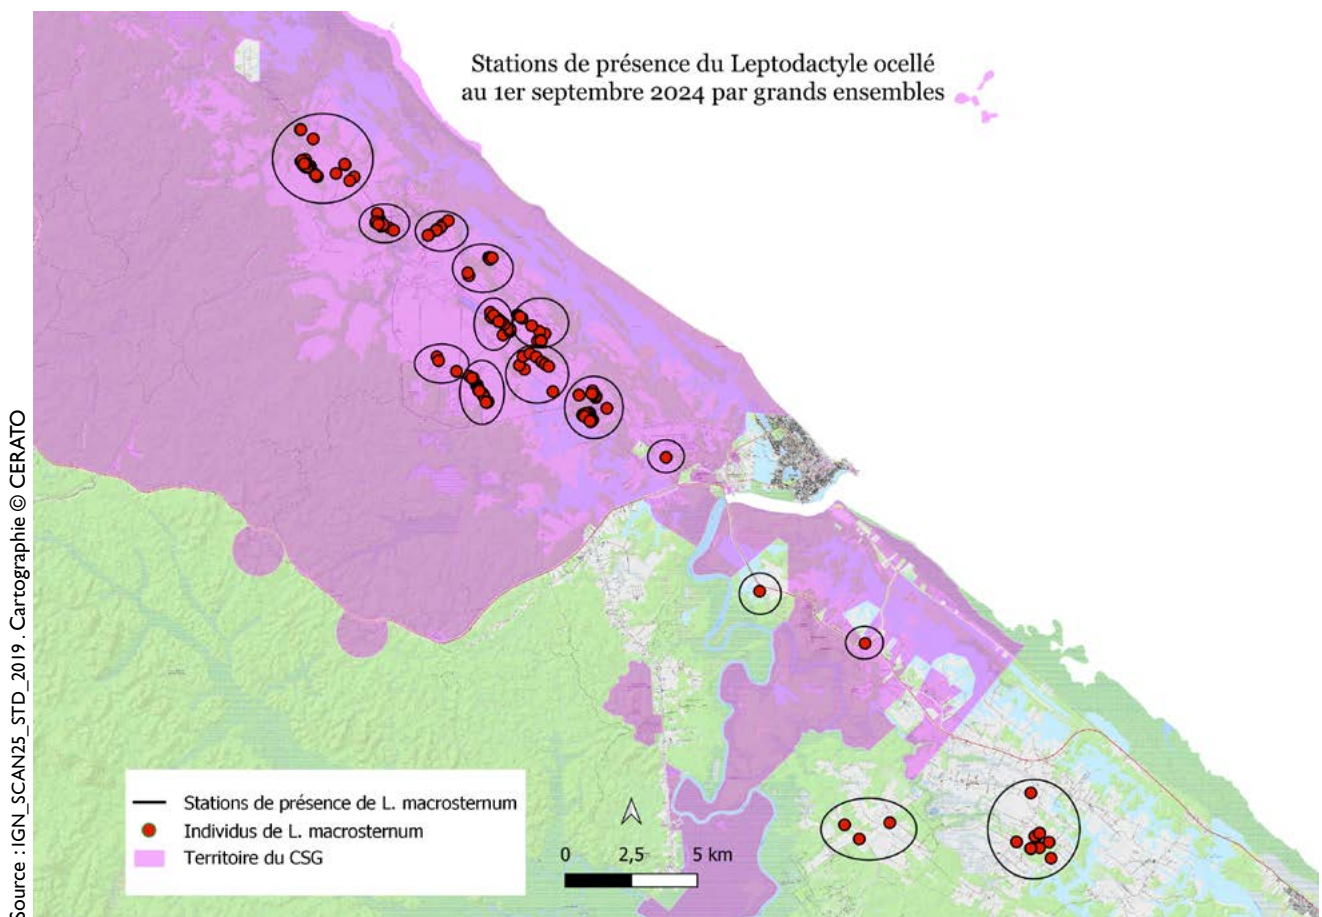 Stations de présence du Leptodactyle ocellé
au 1er septembre 2024 par grands ensembles
Source : IGN_SCAN25_STD_2019. Cartographie © CERATO
Stations de présence de L. macrosternum
Individus de L. macrosternum
Territoire du CSG
0 2,5 5 km